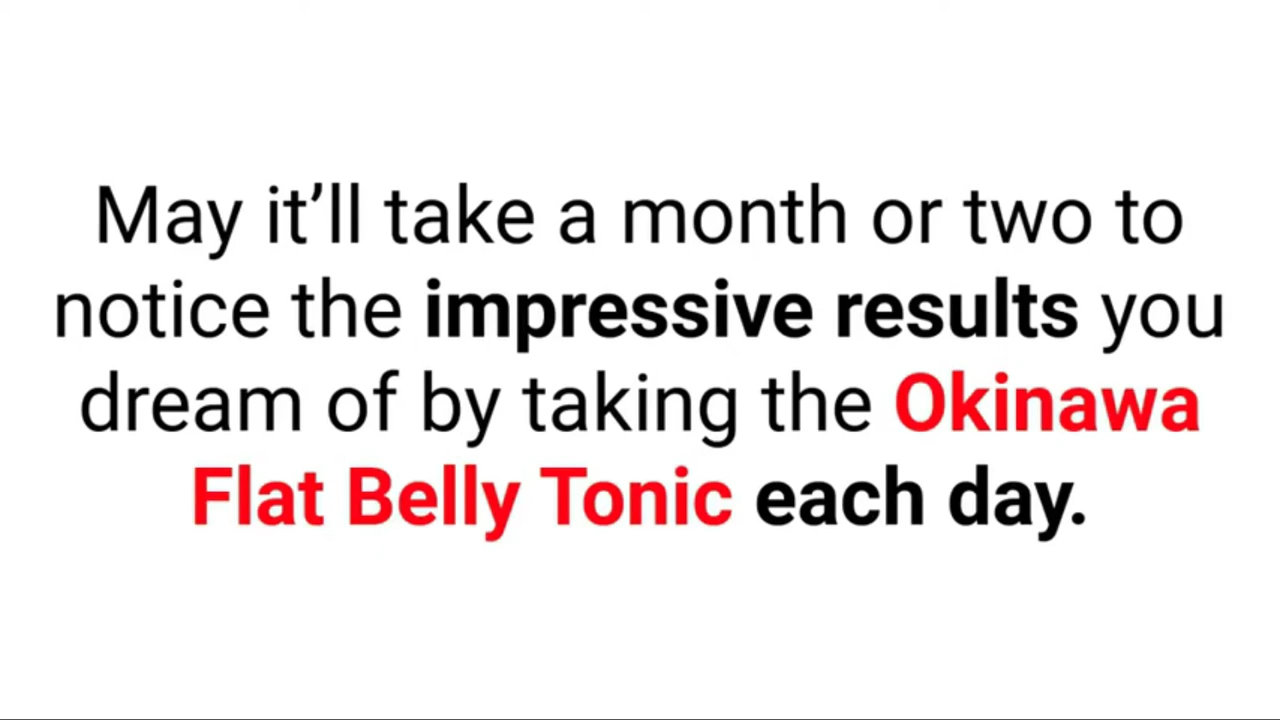 May it’ll take a month or two to
notice the impressive results you
dream of by taking the Okinawa
Flat Belly Tonic each day.